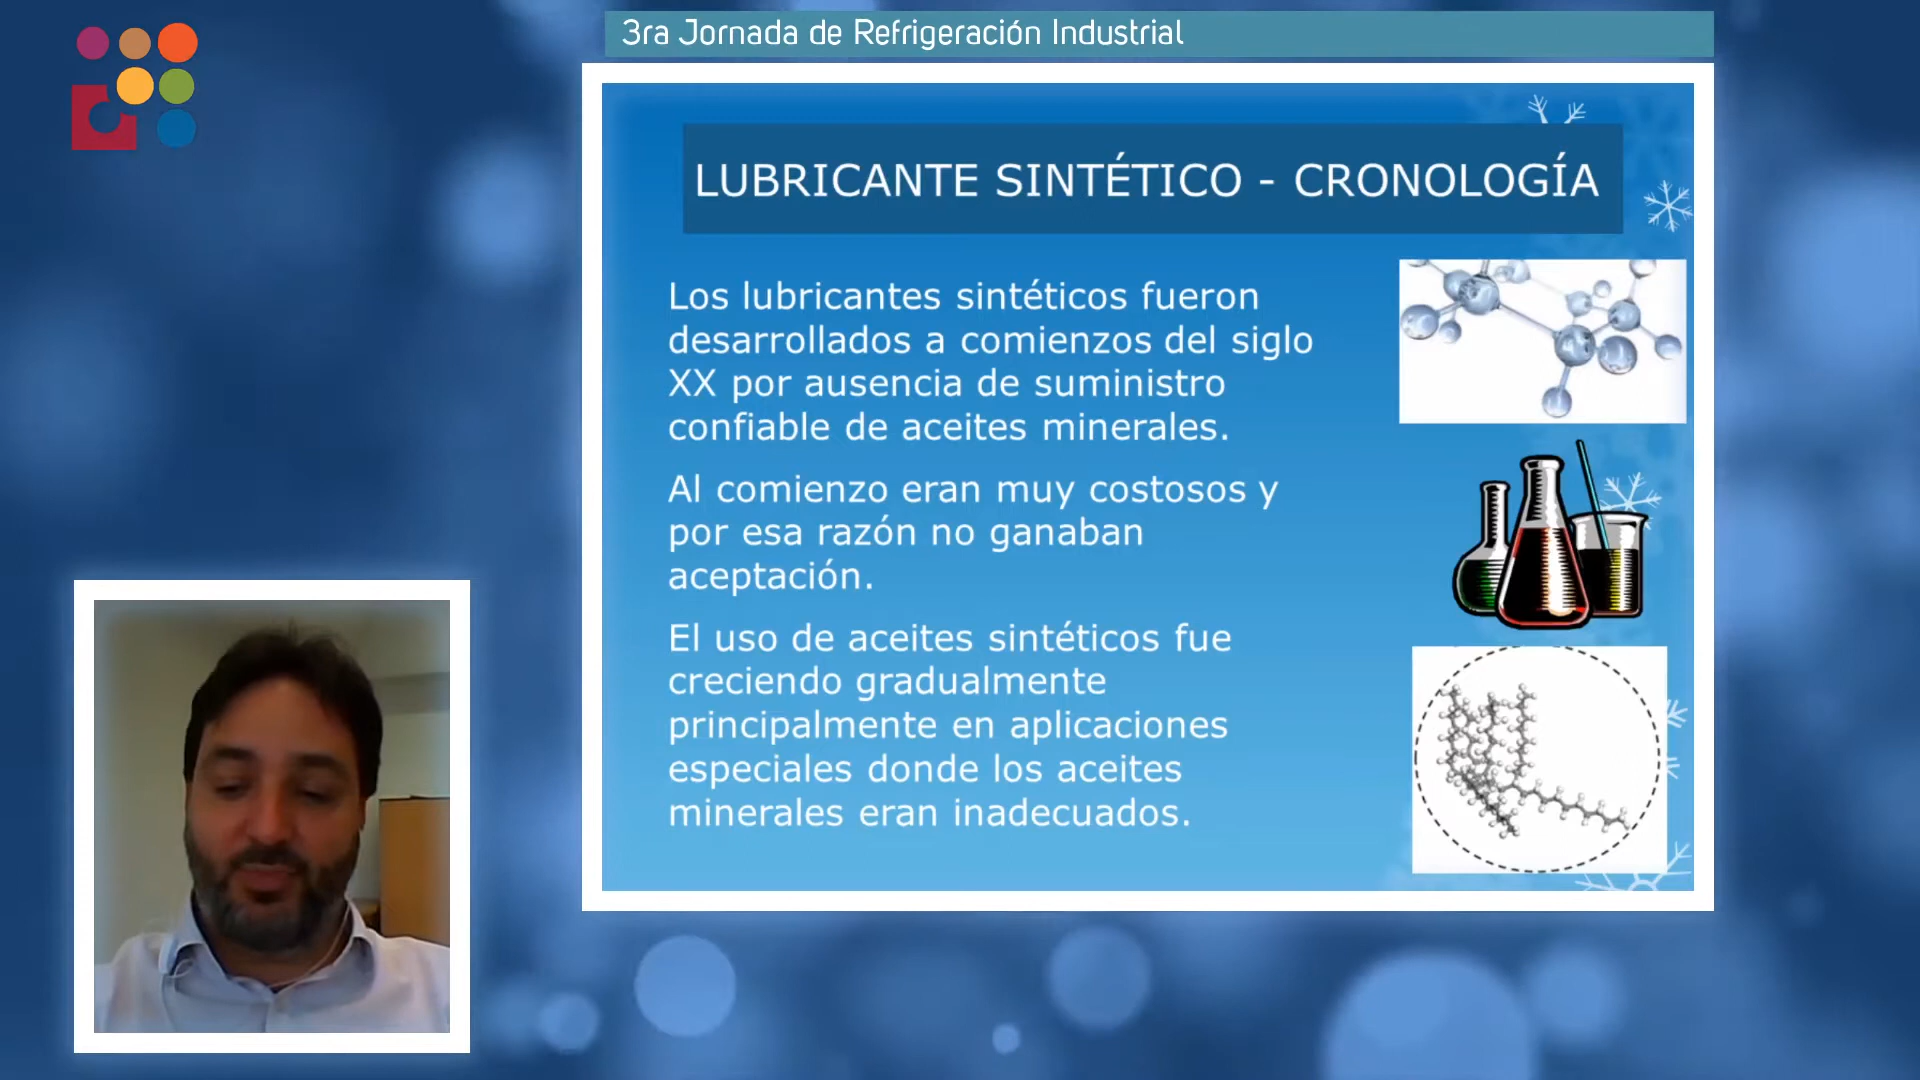 3ra Jornada de Refrigeración Industrial
LUBRICANTE SINTÉTICO - CRONOLOGÍA
Los lubricantes sintéticos fueron
desarrollados a comienzos del siglo
XX por ausencia de suministro
confiable de aceites minerales.
Al comienzo eran muy costosos y
por esa razón no ganaban
aceptación.
El uso de aceites sintéticos fue
creciendo gradualmente
principalmente en aplicaciones
especiales donde los aceites
minerales eran inadecuados.